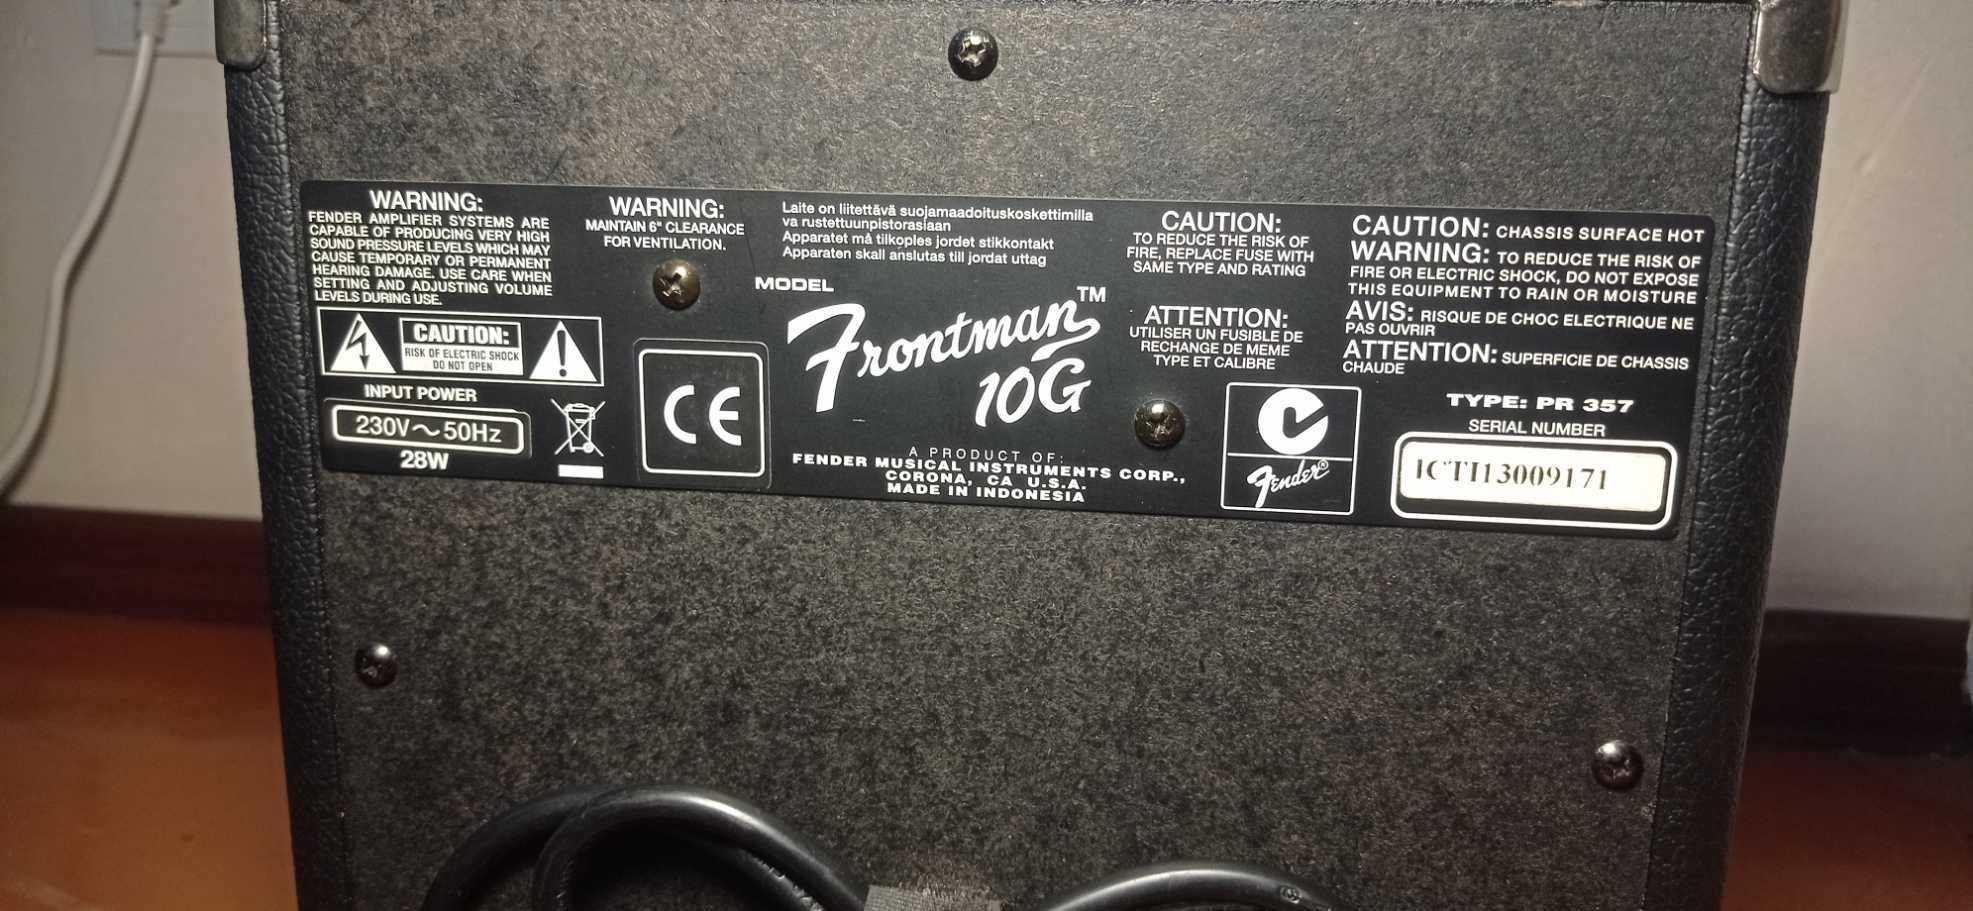 WARNING:
FENDER AMPLIFIER SYSTEMS ARE
CAPABLE OF PRODUCING VERY HIGH
SOUND PRESSURE LEVELS WHICH MAY
CAUSE TEMPORARY OR PERMANENT
HEARING DAMAGE. USE CARE WHEN
SETTING AND ADJUSTING VOLUME
LEVELS DURING USE.
CAUTION:
RISK OF ELECTRIC SHOCK
DO NOT OPEN
INPUT POWER
230V～50Hz
28W
WARNING:
MAINTAIN 6" CLEARANCE
FOR VENTILATION.
CE
Laite on liitettävä suojamaadoituskoskettimilla
va rustettuunpistorasiaan
Apparatet må tilkoples jordet stikkontakt
Apparaten skall anslutas till jordat uttag
MODEL
Frontman™
10G
A PRODUCT OF:
FENDER MUSICAL INSTRUMENTS CORP.,
CORONA, CA U.S.A.
MADE IN INDONESIA
CAUTION:
TO REDUCE THE RISK OF
FIRE, REPLACE FUSE WITH
SAME TYPE AND RATING
ATTENTION:
UTILISER UN FUSIBLE DE
RECHANGE DE MEME
TYPE ET CALIBRE
Fender®
CAUTION: CHASSIS SURFACE HOT
WARNING: TO REDUCE THE RISK OF
FIRE OR ELECTRIC SHOCK, DO NOT EXPOSE
THIS EQUIPMENT TO RAIN OR MOISTURE
AVIS: RISQUE DE CHOC ELECTRIQUE NE
PAS OUVRIR
ATTENTION: SUPERFICIE DE CHASSIS
CHAUDE
TYPE: PR 357
SERIAL NUMBER
ICTI13009171